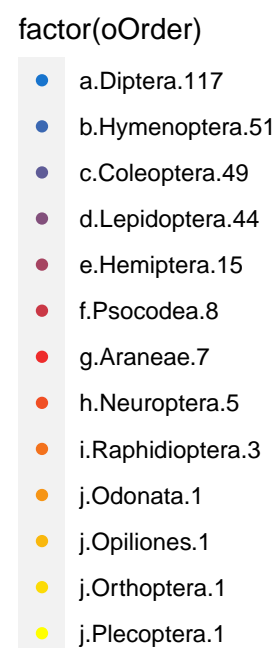 factor(oOrder)
a.Diptera.117
b.Hymenoptera.51
c.Coleoptera.49
d.Lepidoptera.44
e.Hemiptera.15
f.Psocodea.8
g.Araneae.7
h.Neuroptera.5
i.Raphidioptera.3
j.Odonata.1
j.Opiliones.1
j.Orthoptera.1
j.Plecoptera.1